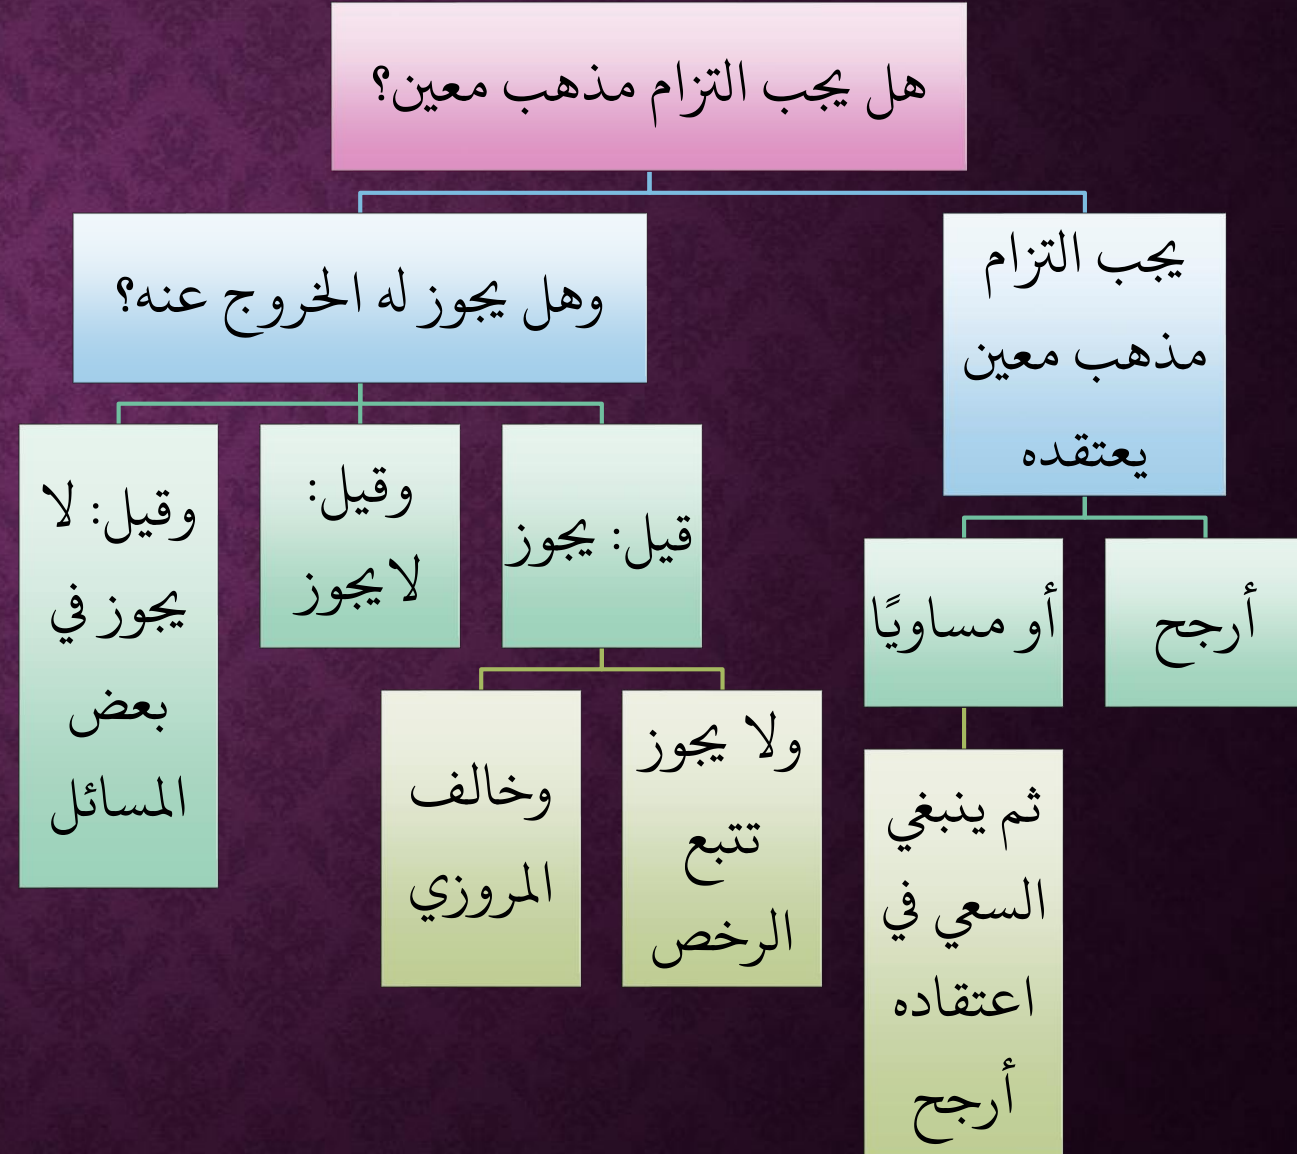 هل يجب التزام مذهب معين؟
يجب التزام
مذهب معين
يعتقده
أرجح
أو مساويًا
ثم ينبغي
السعي في
اعتقاده
أرجح
وهل يجوز له الخروج عنه؟
قيل: يجوز
ولا يجوز
تتبع
الرخص
وخالف
المروزي
وقيل:
لايجوز
وقيل: لا
يجوز في
بعض
المسائل